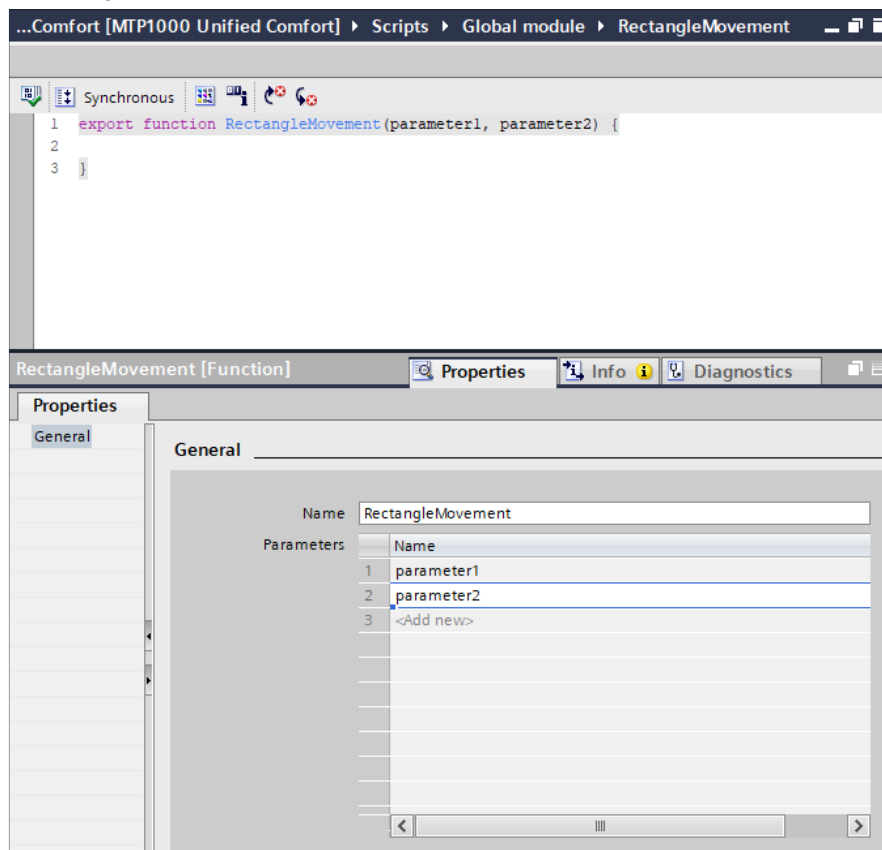 ...Comfort [MTP1000 Unified Comfort] ▸ Scripts ▸ Global module ▸ RectangleMovement
Synchronous
1 export function RectangleMovement(parameter1, parameter2) {
2
3 }
RectangleMovement [Function]
Properties
Info
Diagnostics
Properties
General
General
Name RectangleMovement
Parameters Name
1 parameter1
2 parameter2
3 <Add new>